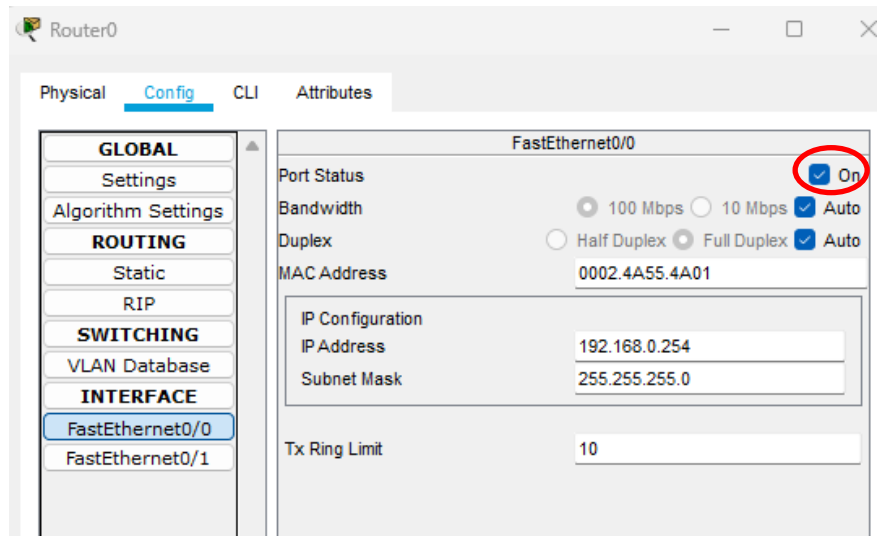 Router0
Physical Config CLI Attributes
GLOBAL
Settings
Algorithm Settings
ROUTING
Static
RIP
SWITCHING
VLAN Database
INTERFACE
FastEthernet0/0
FastEthernet0/1
FastEthernet0/0
Port Status On
Bandwidth 100 Mbps 10 Mbps Auto
Duplex Half Duplex Full Duplex Auto
MAC Address 0002.4A55.4A01
IP Configuration
IP Address 192.168.0.254
Subnet Mask 255.255.255.0
Tx Ring Limit 10